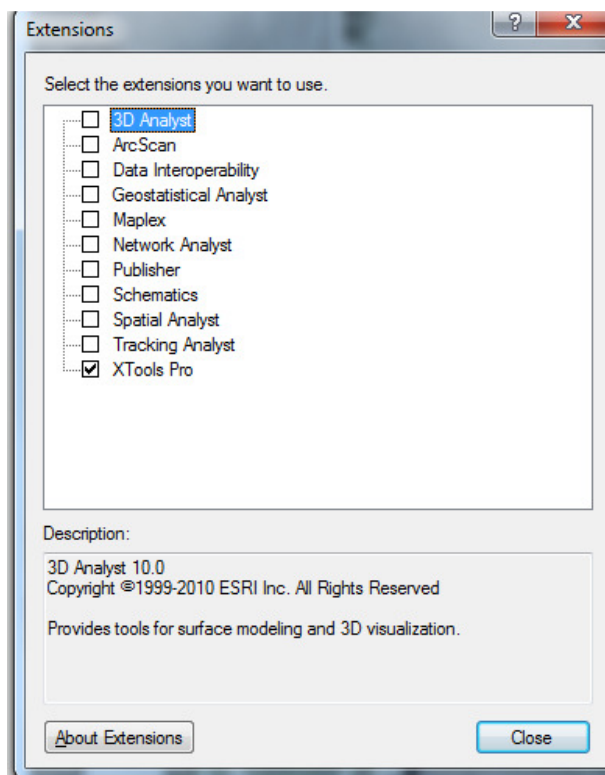 Extensions
Select the extensions you want to use.
3D Analyst
ArcScan
Data Interoperability
Geostatistical Analyst
Maplex
Network Analyst
Publisher
Schematics
Spatial Analyst
Tracking Analyst
XTools Pro
Description:
3D Analyst 10.0
Copyright ©1999-2010 ESRI Inc. All Rights Reserved
Provides tools for surface modeling and 3D visualization.
About Extensions Close